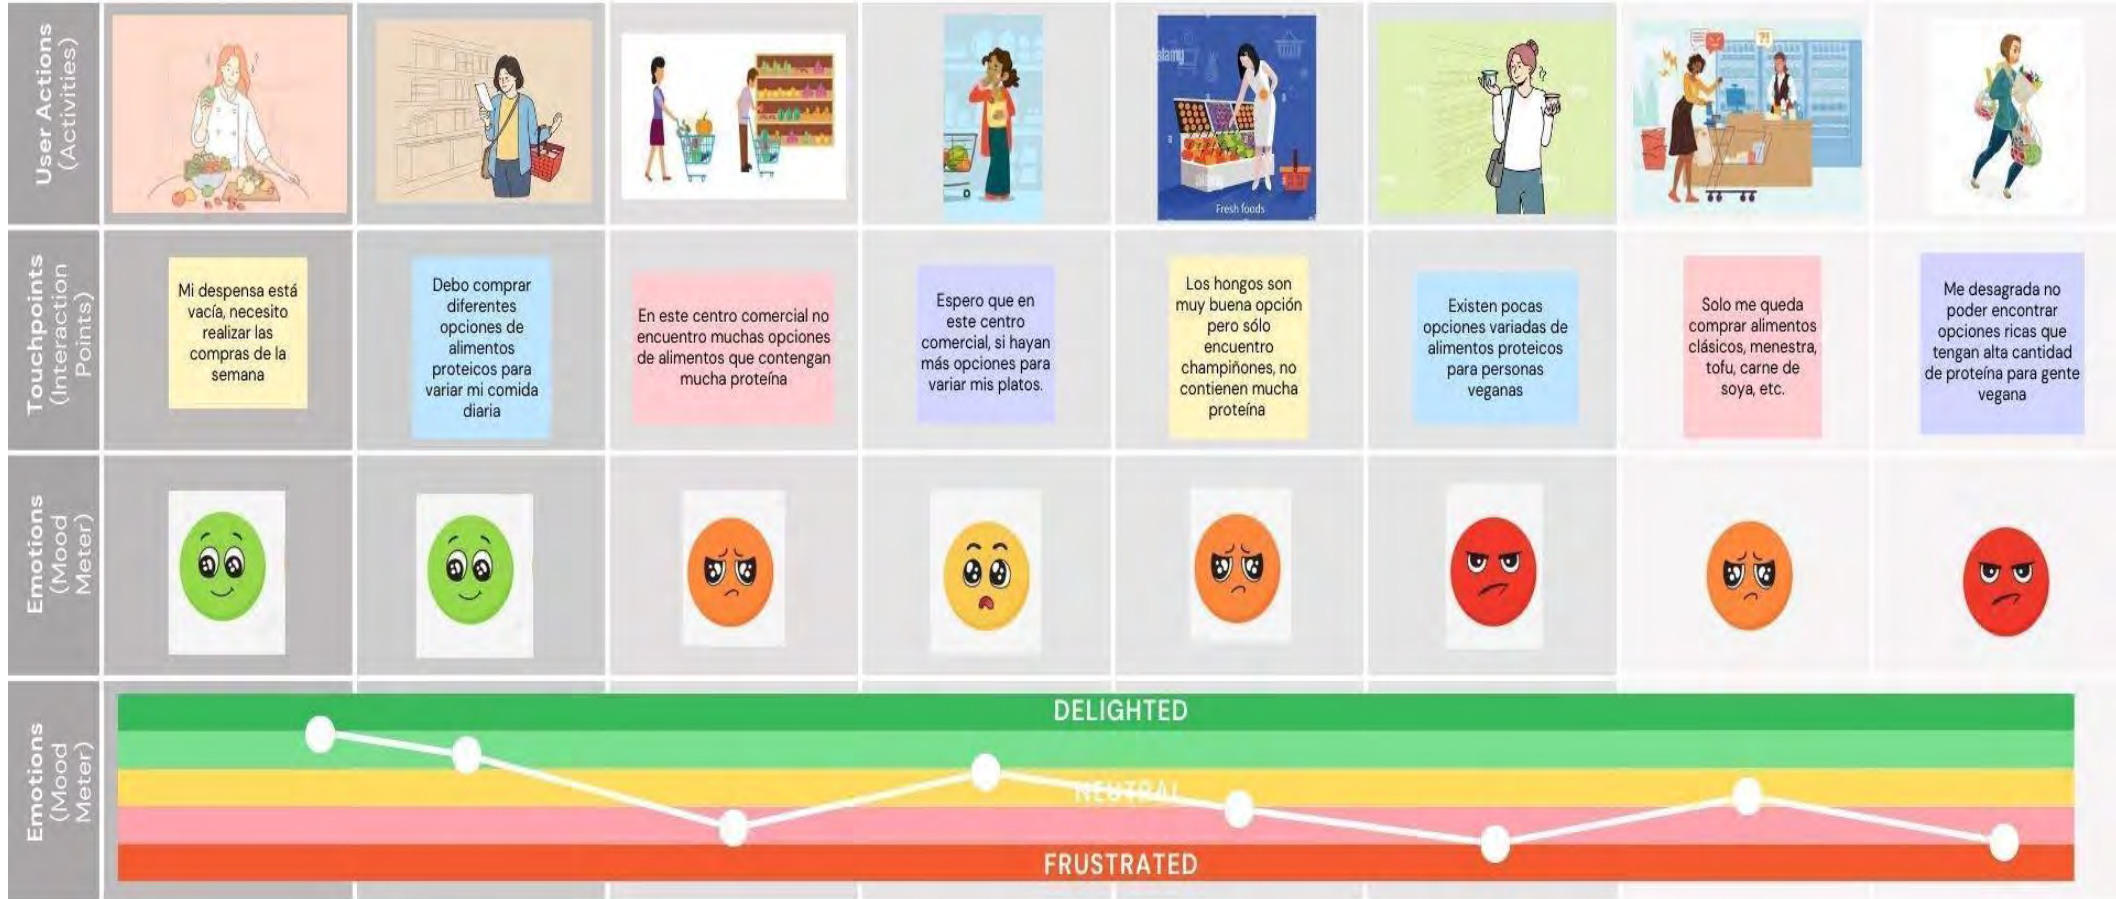 User Actions
(Activities)
alamy
a
a
alamy
Fresh foods
?!
Touchpoints
(Interaction
Points)
Mi despensa está
vacía, necesito
realizar las
compras de la
semana
Debo comprar
diferentes
opciones de
alimentos
proteicos para
variar mi comida
diaria
En este centro comercial no
encuentro muchas opciones
de alimentos que contengan
mucha proteína
Espero que en
este centro
comercial, si hayan
más opciones para
variar mis platos.
Los hongos son
muy buena opción
pero sólo
encuentro
champiñones, no
contienen mucha
proteína
Existen pocas
opciones variadas de
alimentos proteicos
para personas
veganas
Solo me queda
comprar alimentos
clásicos, menestra,
tofu, carne de
soya, etc.
Me desagrada no
poder encontrar
opciones ricas que
tengan alta cantidad
de proteína para gente
vegana
Emotions
(Mood
Meter)
Emotions
(Mood
Meter)
DELIGHTED
NEUTRAL
FRUSTRATED